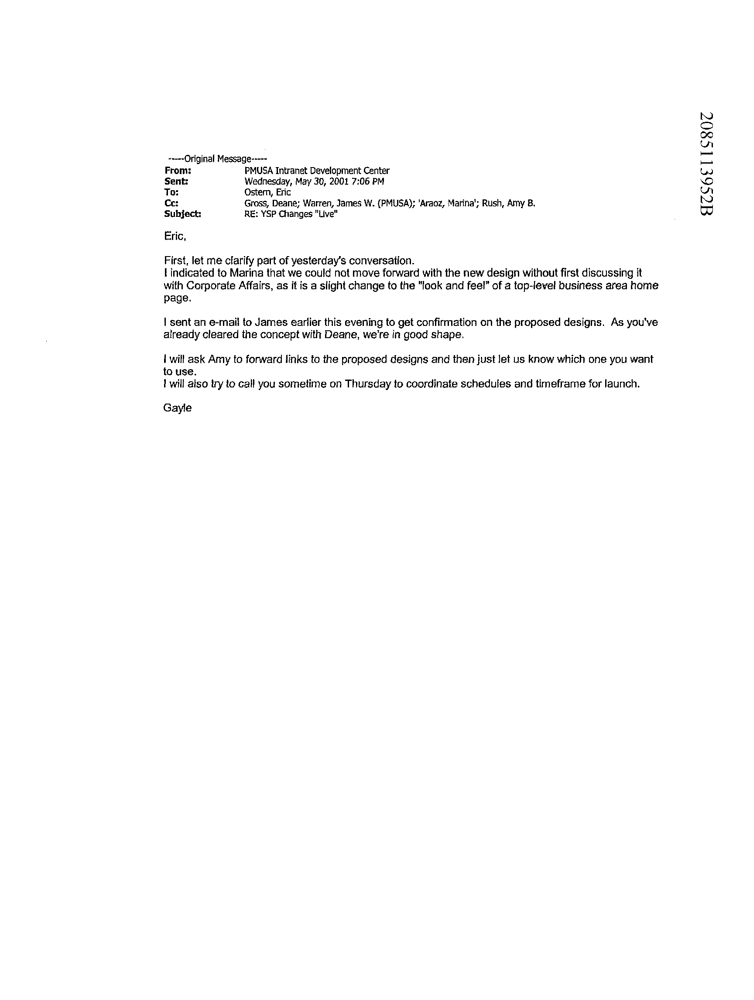 -----Original Message-----
From: PMUSA Intranet Development Center
Sent: Wednesday, May 30, 2001 7:06 PM
To: Ostern, Eric
Cc: Gross, Deane; Warren, James W. (PMUSA); 'Araoz, Marina'; Rush, Amy B.
Subject: RE: YSP Changes "Live"
Eric,
First, let me clarify part of yesterday's conversation.
I indicated to Marina that we could not move forward with the new design without first discussing it
with Corporate Affairs, as it is a slight change to the "look and feel" of a top-level business area home
page.
I sent an e-mail to James earlier this evening to get confirmation on the proposed designs. As you've
already cleared the concept with Deane, we're in good shape.
I will ask Amy to forward links to the proposed designs and then just let us know which one you want
to use.
I will also try to call you sometime on Thursday to coordinate schedules and timeframe for launch.
Gayle
2085113952B